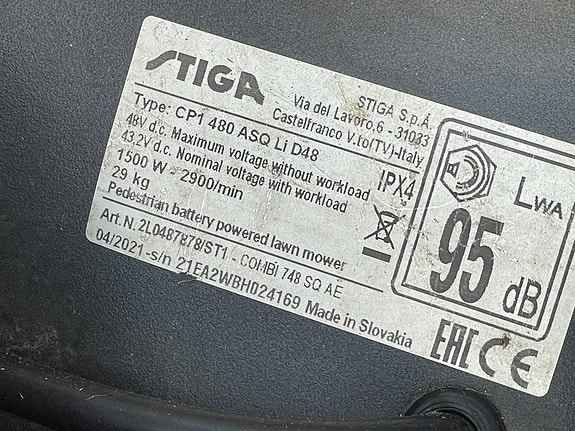 STIGA
STIGA S.p.A.
Via del Lavoro,6 - 31033
Castelfranco V.to(TV)-Italy
Type: CP1 480 ASQ Li D48
48V d.c. Maximum voltage without workload
43.2V d.c. Nominal voltage with workload
1500 W - 2900/min
IPX4
29 kg
Pedestrian battery powered lawn mower
Art.N. 2L0487878/ST1 - COMBI 748 SQ AE
04/2021-s/n 21EA2WBH024169 Made in Slovakia
LWA
95 dB
EAC CE